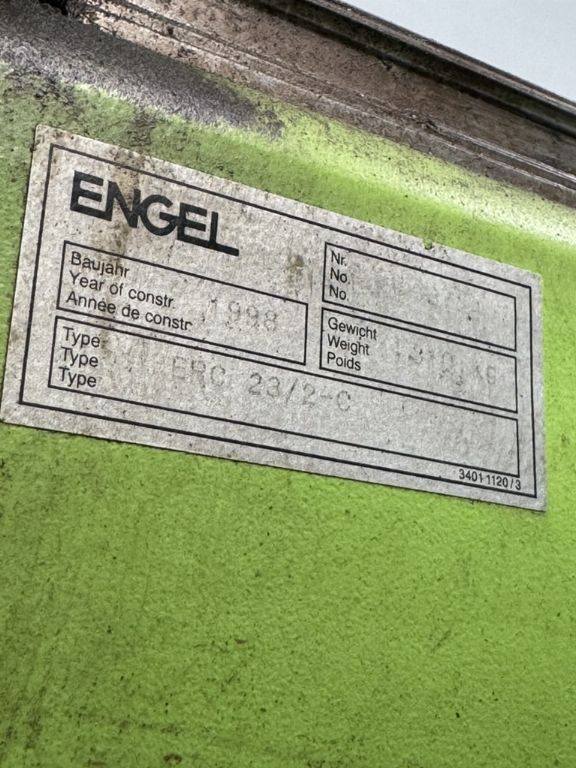 ENGEL
Baujahr
Year of constr.
Année de constr.
1998
Nr.
No.
No.
Gewicht
Weight
Poids
KG
Type
Type
Type
ERC 23/2-C
3401 1120/3